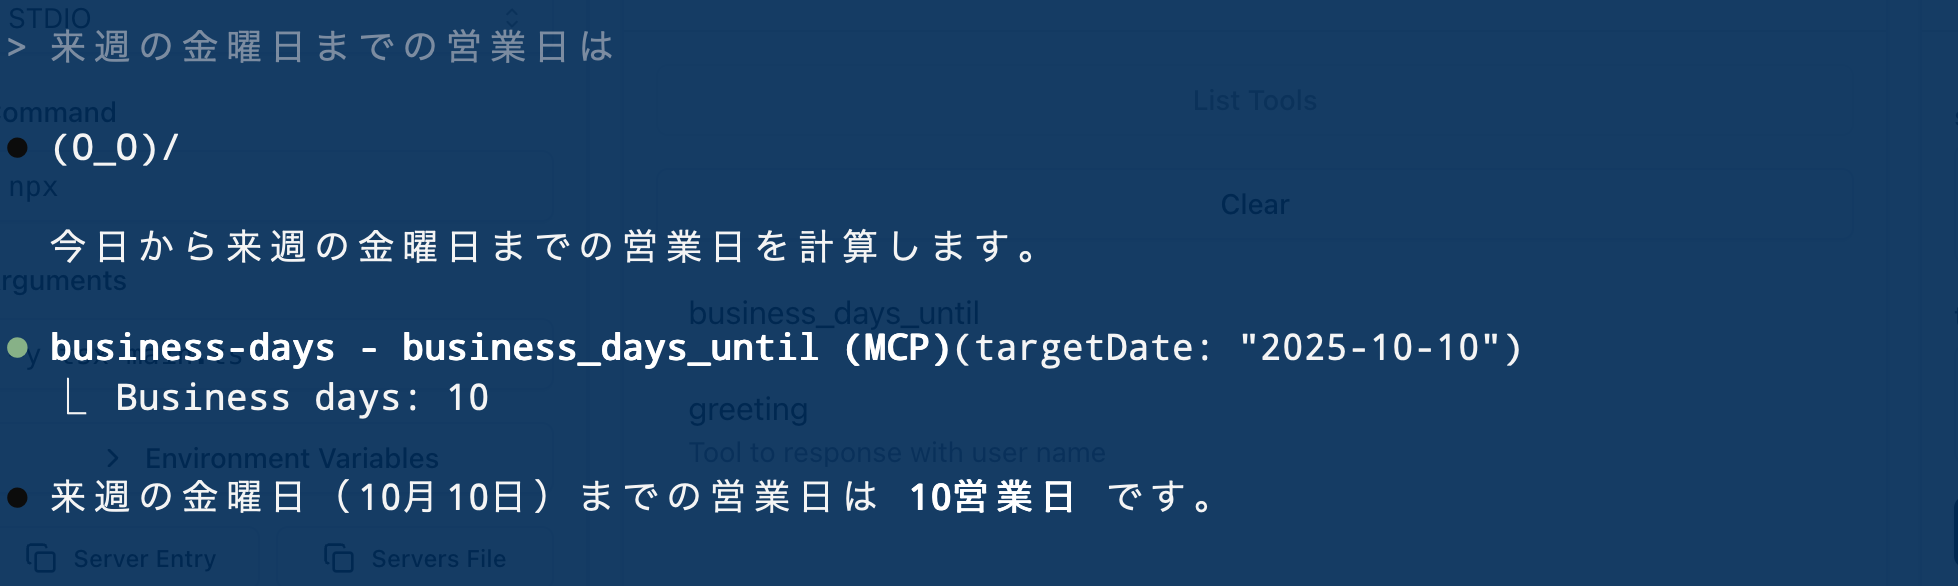 STDIO
> 来週の金曜日までの営業日は
ommand
List Tools
● (O_O)/
npx
Clear
今日から来週の金曜日までの営業日を計算します。
rguments
business_days_until
● business-days - business_days_until (MCP)(targetDate: "2025-10-10")
⎿ Business days: 10
greeting
Tool to response with user name
Environment Variables
● 来週の金曜日（10月10日）までの営業日は 10営業日 です。
Server Entry
Servers File